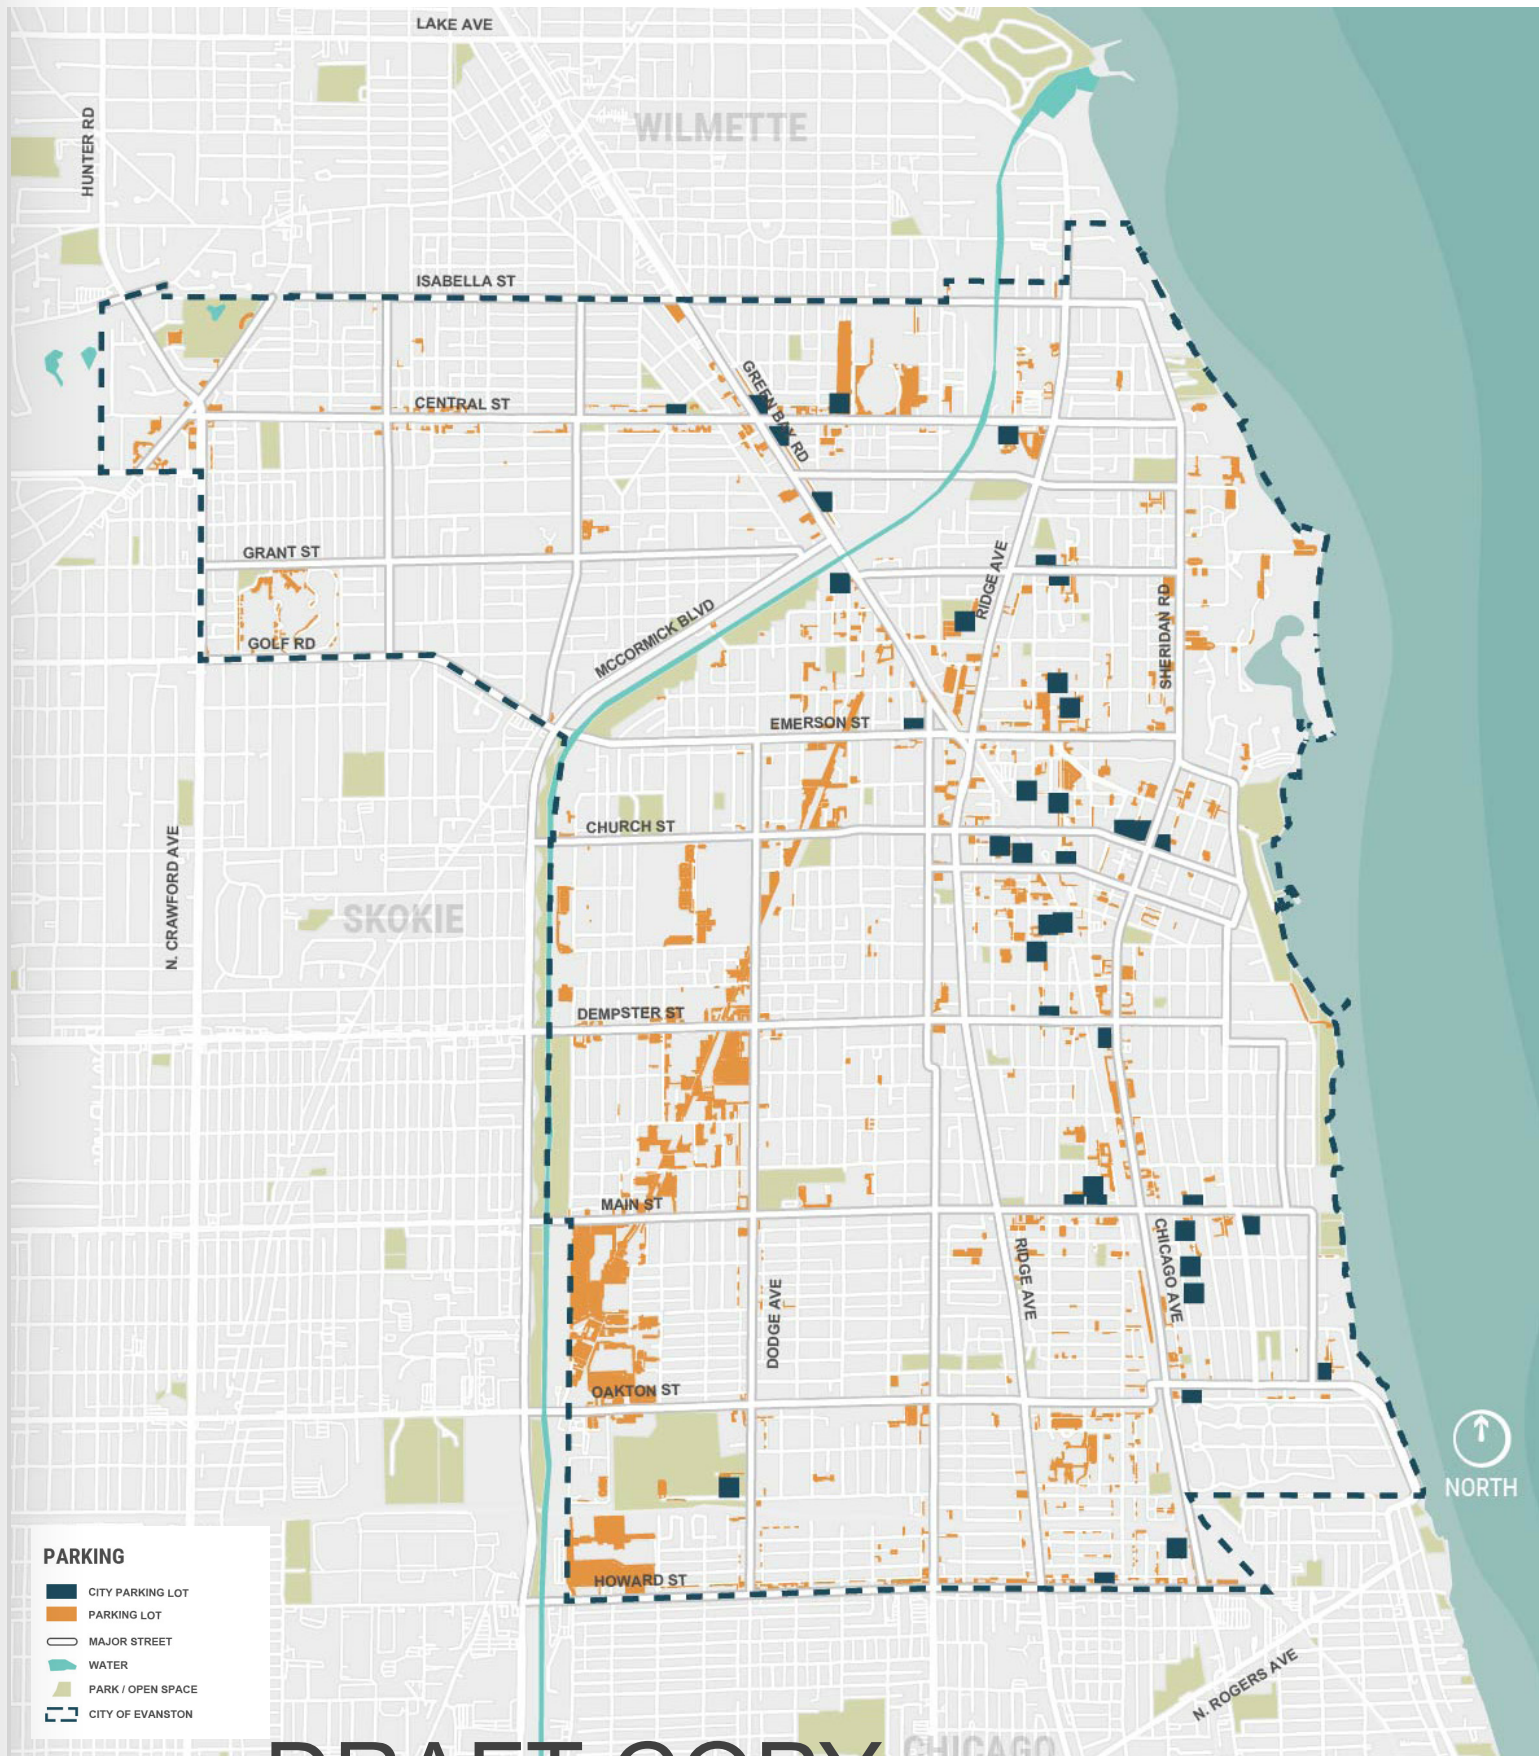 LAKE AVE
HUNTER RD
WILMETTE
ISABELLA ST
GREEN BAY RD
CENTRAL ST
GRANT ST
RIDGE AVE
SHERIDAN RD
MCCORMICK BLVD
GOLF RD
EMERSON ST
CHURCH ST
N. CRAWFORD AVE
SKOKIE
DEMPSTER ST
MAIN ST
RIDGE AVE
CHICAGO AVE
DODGE AVE
OAKTON ST
NORTH
HOWARD ST
PARKING
CITY PARKING LOT
PARKING LOT
MAJOR STREET
WATER
PARK / OPEN SPACE
CITY OF EVANSTON
N. ROGERS AVE
DRAFT COPY
CHICAGO